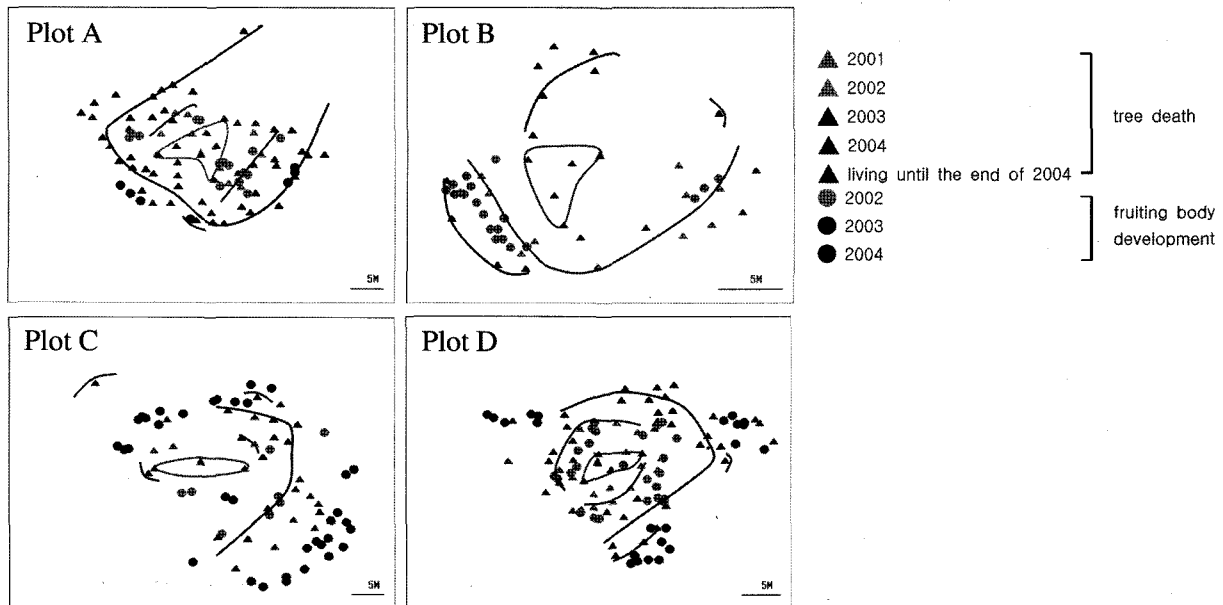 Plot A
5M
Plot B
5M
Plot C
5M
Plot D
5M
2001
2002
2003
2004
living until the end of 2004
tree death
2002
2003
2004
fruiting body
development